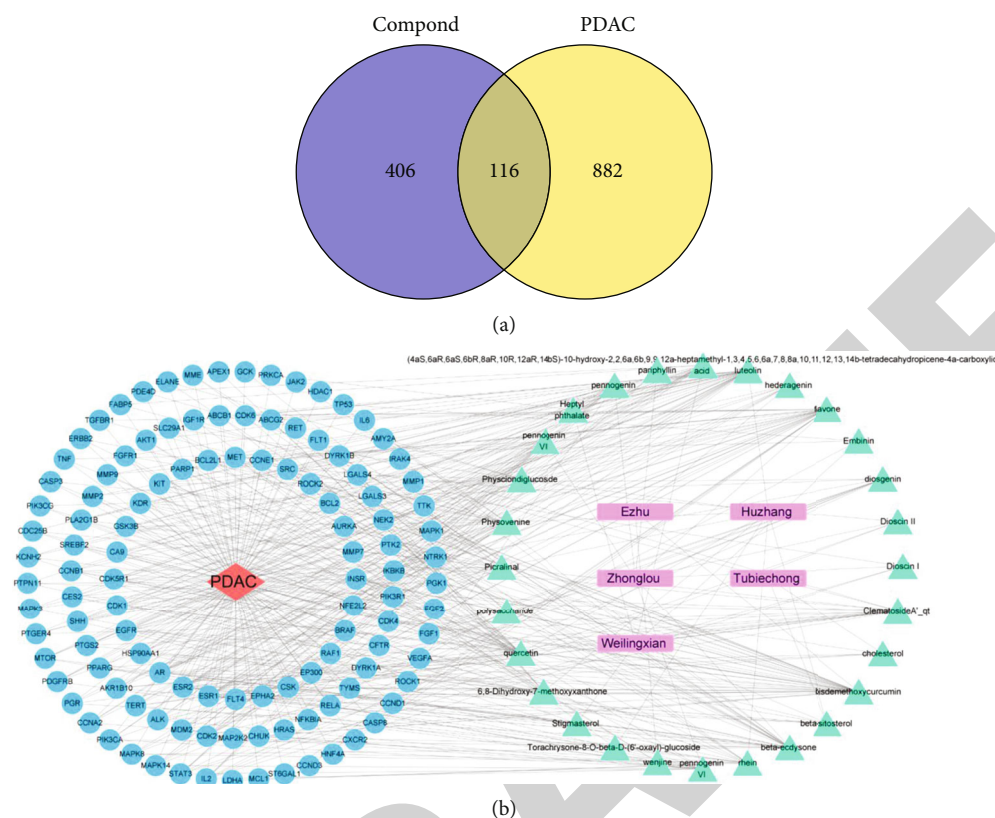 Compond
PDAC
406
116
882
(a)
APEX1
GCK
PRKCA
JAK2
HDAC1
TP53
IL6
AMY2A
IRAK4
MMP1
TTK
MAPK1
NTRK1
PGK1
FGF1
VEGFA
ROCK1
CCND1
CASP8
CXCR2
HNF4A
CCND3
ST6GAL1
MCL1
LDHA
IL2
STAT3
MAPK14
MAPK8
PIK3CA
CCNA2
PGR
PDGFRB
MTOR
PTGER4
PTPN11
KCNH2
CDC25B
PIK3CG
CASP3
TNF
ERBB2
TGFBR1
FABP5
PDE4C
ELANE
MME
ABCB1
CDK6
ABCG2
RET
FLT1
DYRK1B
LGALS4
LGALS3
NEK2
PTK2
IKBKB
PIK3R1
CDK4
CFTR
DYRK1A
TYMS
RELA
NFKBIA
HRAS
CHUK
MAP2K2
CDK2
MDM2
ALK
TERT
AKR1B10
PPARG
PTGS2
SHH
CES2
CCNB1
SREBF2
PLA2G1B
MMP2
MMP9
FGFR1
AKT1
SLC29A1
IGF1R
MET
CCNE1
SRC
ROCK2
BCL2
AURKA
MMP7
INSR
NFE2L2
BRAF
RAF1
EP300
CSK
EPHA2
FLT4
ESR1
ESR2
AR
HSP90AA1
EGFR
CDK1
CDK5R1
CA9
GSK3B
KDR
KIT
PARP1
BCL2L1
PDAC
(4aS,6aR,6aS,6bR,8aR,10R,12aR,14bS)-10-hydroxy-2,2,6a,6b,9,9,12a-heptamethyl-1,3,4,5,6,6a,7,8,8a,10,11,12,13,14b-tetradecahydropicene-4a-carboxylic
acid
luteolin
hederagenin
Embinin
diosgenin
Dioscin II
Dioscin I
ClematosideA'_qt
cholesterol
bisdemethoxycurcumin
beta-sitosterol
beta-ecdysone
rhein
pennogenin
VI
wenjine
Torachrysone-8-O-beta-D-(6'-oxayl)-glucoside
Stigmasterol
6,8-Dihydroxy-7-methoxyxanthone
quercetin
polysaccharide
Picralinal
Physovenine
Physciondiglucosde
pennogenin
VI
Heptyl
phthalate
pennogenin
pariphyllin
Ezhu
Huzhang
Zhonglou
Tubiechong
Weilingxian
(b)